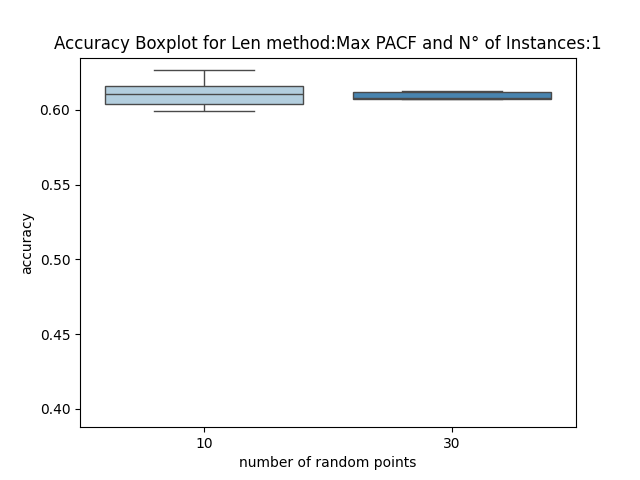 Accuracy Boxplot for Len method:Max PACF and N° of Instances:1
0.60
0.55
0.50
0.45
0.40
accuracy
10 30
number of random points